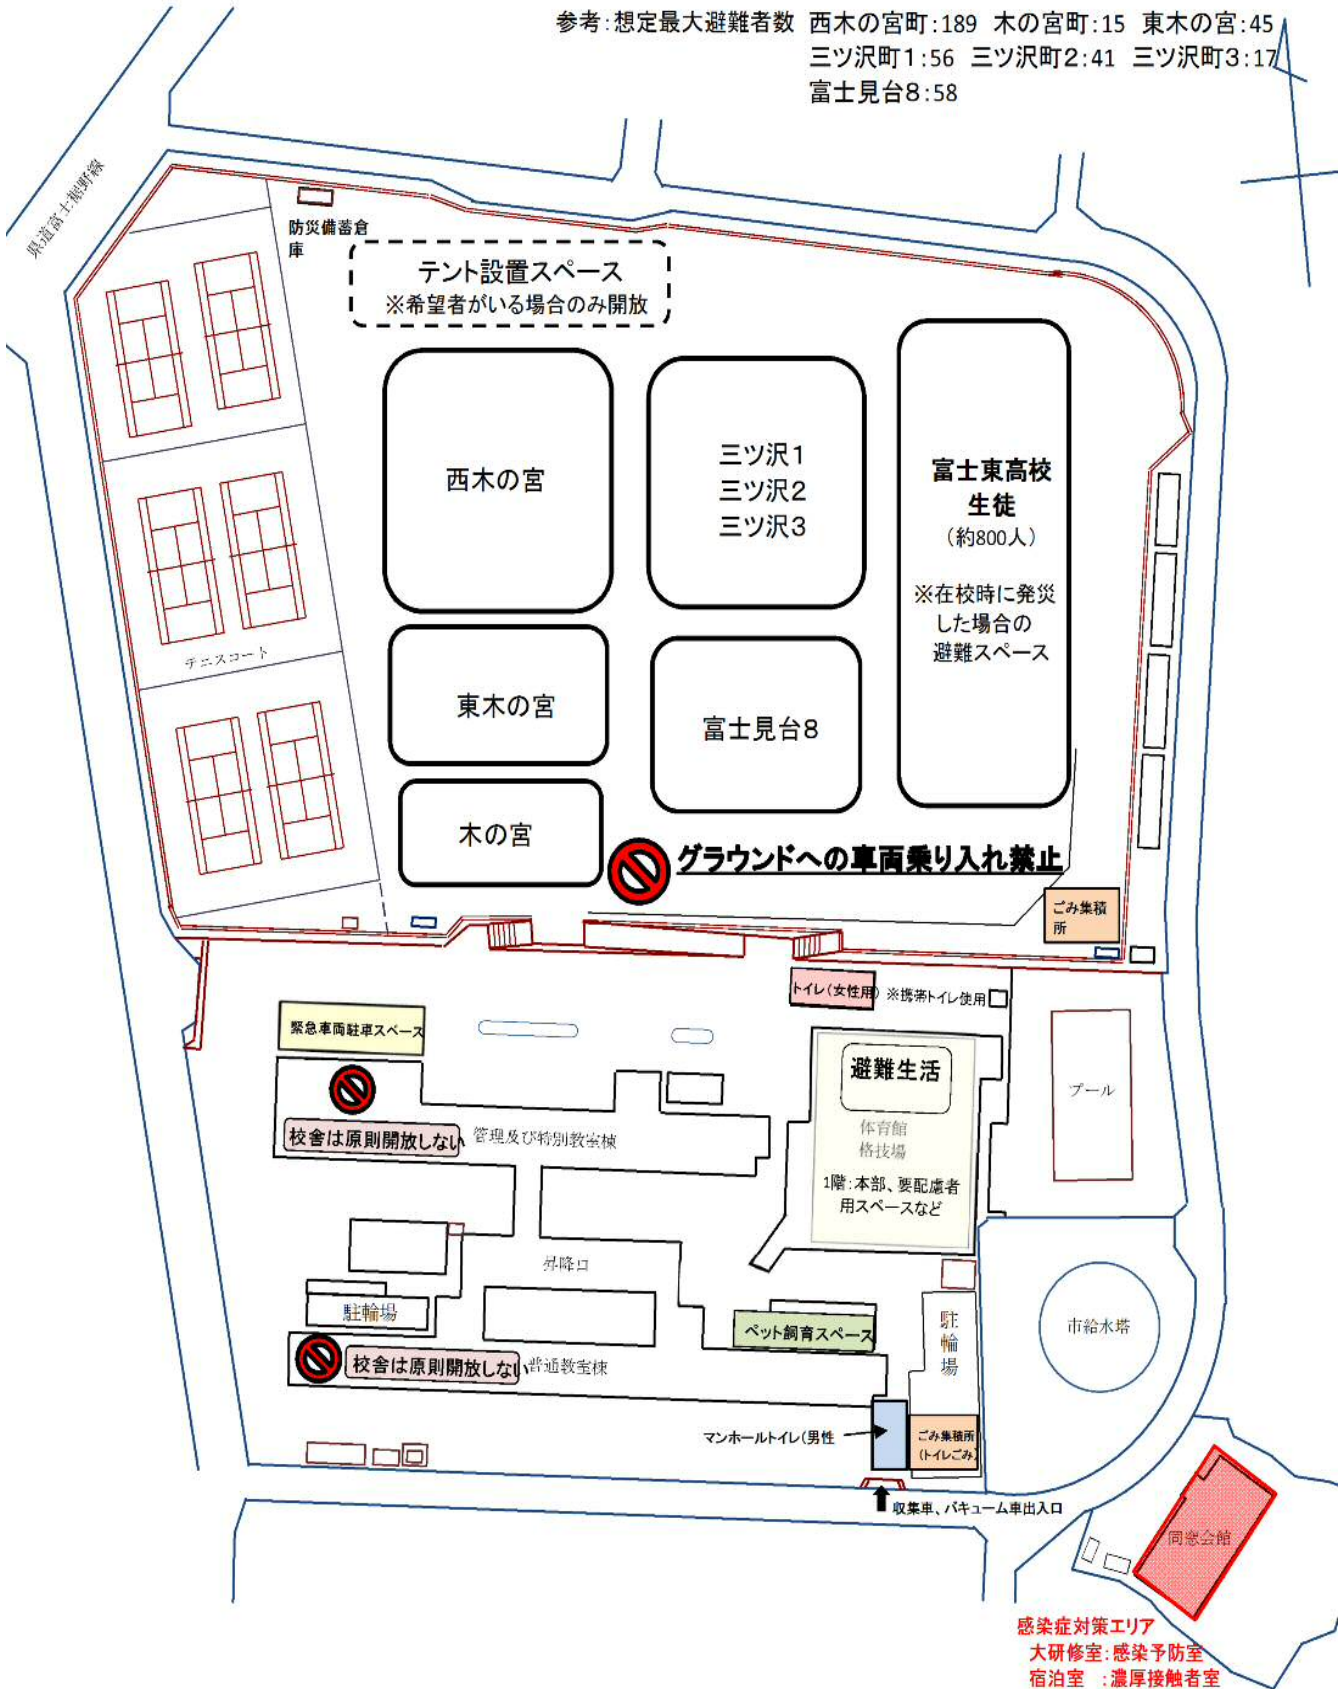 参考：想定最大避難者数 西木の宮町：189 木の宮町：15 東木の宮：45
三ツ沢町1：56 三ツ沢町2：41 三ツ沢町3：17
富士見台8：58
県道富士裾野線
防災備蓄倉
庫
テント設置スペース
※希望者がいる場合のみ開放
西木の宮
三ツ沢1
三ツ沢2
三ツ沢3
富士東高校
生徒
（約800人）
※在校時に発災
した場合の
避難スペース
テニスコート
東木の宮
富士見台8
木の宮
グラウンドへの車両乗り入れ禁止
ごみ集積
所
トイレ（女性用） ※携帯トイレ使用
緊急車両駐車スペース
避難生活
プール
校舎は原則開放しない 管理及び特別教室棟
体育館
格技場
1階：本部、要配慮者
用スペースなど
昇降口
駐輪場
ペット飼育スペース
駐輪場
市給水塔
校舎は原則開放しない 普通教室棟
マンホールトイレ（男性
ごみ集積所
（トイレごみ）
収集車、バキューム車出入口
同窓会館
感染症対策エリア
大研修室：感染予防室
宿泊室 ：濃厚接触者室